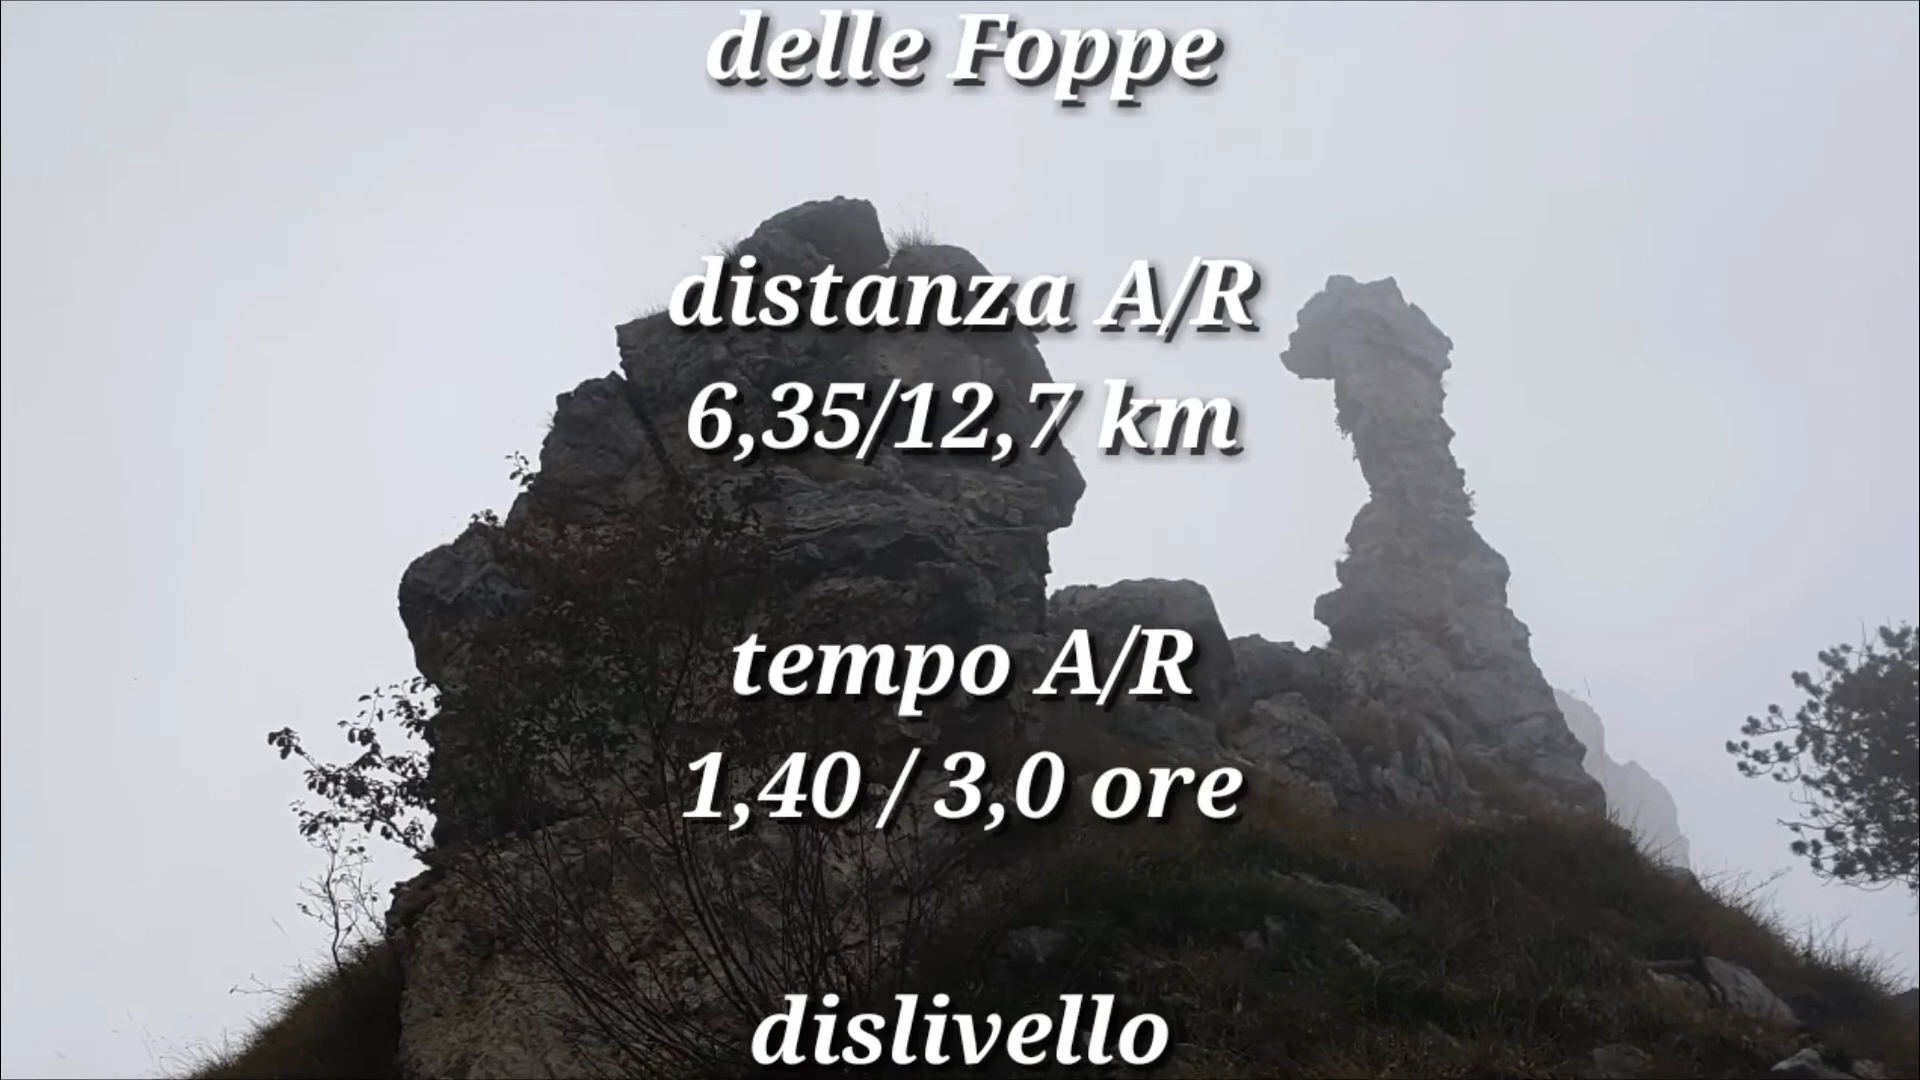 delle Foppe
distanza A/R
6,35/12,7 km
tempo A/R
1,40 / 3,0 ore
dislivello